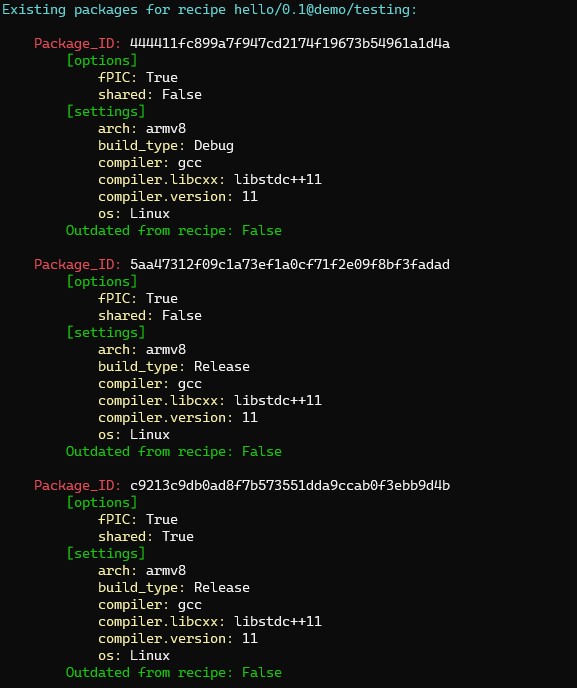 Existing packages for recipe hello/0.1@demo/testing:
Package_ID: 444411fc899a7f947cd2174f19673b54961a1d4a
[options]
fPIC: True
shared: False
[settings]
arch: armv8
build_type: Debug
compiler: gcc
compiler.libcxx: libstdc++11
compiler.version: 11
os: Linux
Outdated from recipe: False
Package_ID: 5aa47312f09c1a73ef1a0cf71f2e09f8bf3fadad
[options]
fPIC: True
shared: False
[settings]
arch: armv8
build_type: Release
compiler: gcc
compiler.libcxx: libstdc++11
compiler.version: 11
os: Linux
Outdated from recipe: False
Package_ID: c9213c9db0ad8f7b573551dda9ccab0f3ebb9d4b
[options]
fPIC: True
shared: True
[settings]
arch: armv8
build_type: Release
compiler: gcc
compiler.libcxx: libstdc++11
compiler.version: 11
os: Linux
Outdated from recipe: False